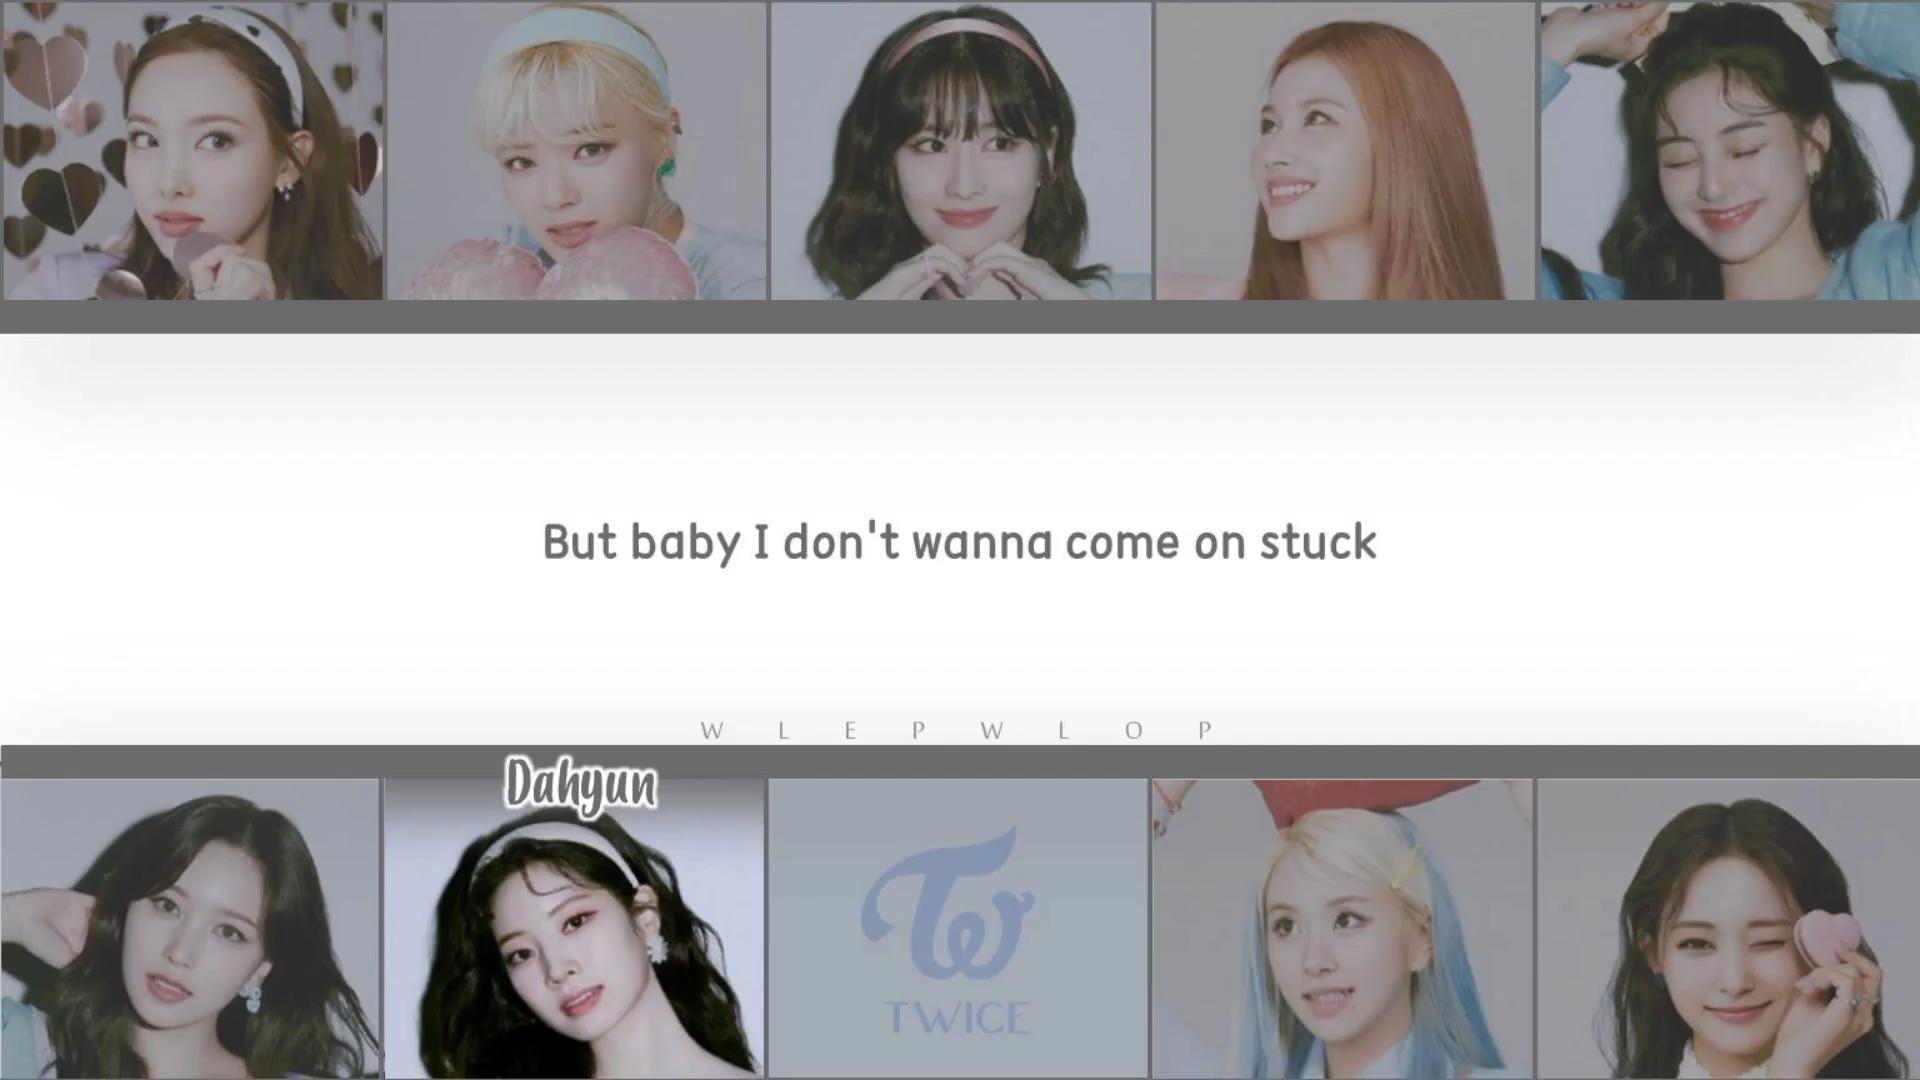 But baby I don't wanna come on stuck
W L E P W L O P
Dahyun
TWICE